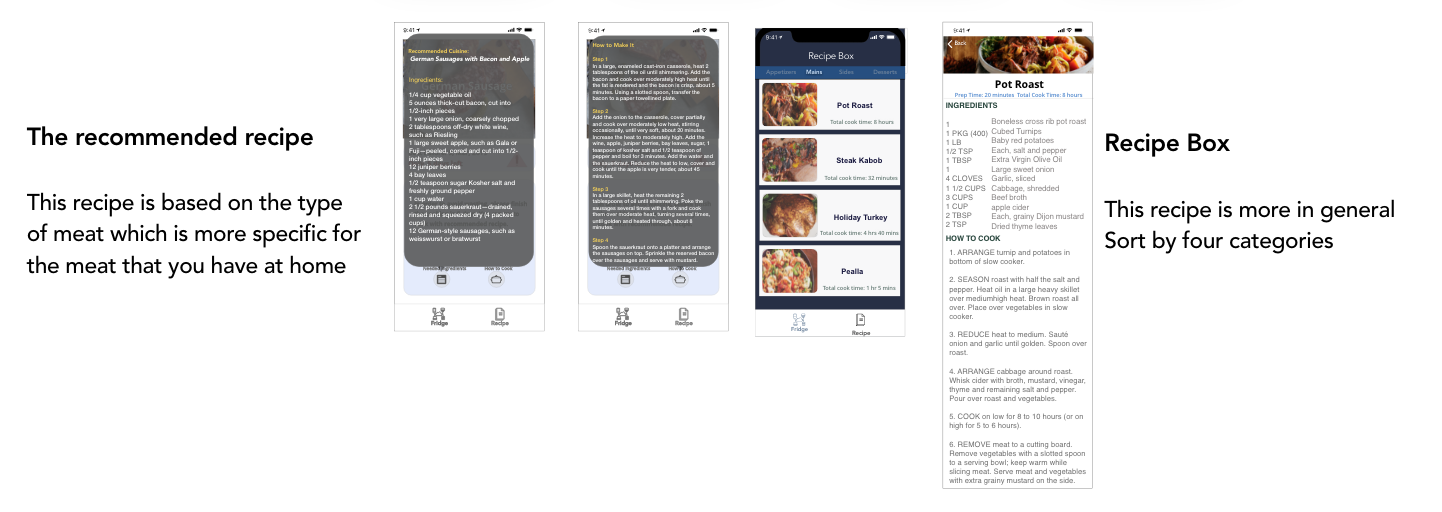 The recommended recipe
This recipe is based on the type
of meat which is more specific for
the meat that you have at home
9:41
Recommended Cuisine:
German Sausages with Bacon and Apple
Ingredients:
1/4 cup vegetable oil
5 ounces thick-cut bacon, cut into
1/2-inch pieces
1 very large onion, coarsely chopped
2 tablespoons off-dry white wine,
such as Riesling
1 large sweet apple, such as Gala or
Fuji—peeled, cored and cut into 1/2-
inch pieces
12 juniper berries
4 bay leaves
1/2 teaspoon sugar Kosher salt and
freshly ground pepper
1 cup water
2 1/2 pounds sauerkraut—drained,
rinsed and squeezed dry (4 packed
cups)
12 German-style sausages, such as
weisswurst or bratwurst
Needed Ingredients
How to Cook
Fridge
Recipe
9:41
How to Make it
Step 1
In a large, enameled cast-iron casserole, heat 2
tablespoons of the oil until shimmering. Add the
bacon and cook over moderately high heat until
the fat is rendered and the bacon is crisp, about 5
minutes. Using a slotted spoon, transfer the
bacon to a paper towellined plate.
Step 2
Add the onion to the casserole, cover partially
and cook over moderately low heat, stirring
occasionally, until very soft, about 20 minutes.
Increase the heat to moderately high. Add the
wine, apple, juniper berries, bay leaves, sugar, 1
teaspoon of kosher salt and 1/2 teaspoon of
pepper and boil for 3 minutes. Add the water and
the sauerkraut. Reduce the heat to low, cover and
cook until the apple is very tender, about 45
minutes.
Step 3
In a large skillet, heat the remaining 2
tablespoons of oil until shimmering. Poke the
sausages several times with a fork and cook
them over moderate heat, turning several times,
until golden and heated through, about 8
minutes.
Step 4
Spoon the sauerkraut onto a platter and arrange
the sausages on top. Sprinkle the reserved bacon
over the sausages and serve with mustard.
Needed Ingredients
How to Cook
Fridge
Recipe
9:41
Recipe Box
Appetizers Mains Sides Desserts
Pot Roast
Total cook time: 8 hours
Steak Kabob
Total cook time: 32 minutes
Holiday Turkey
Total cook time: 4 hrs 40 mins
Pealla
Total cook time: 1 hr 5 mins
Fridge
Recipe
9:41
Back
Pot Roast
Prep Time: 20 minutes Total Cook Time: 8 hours
INGREDIENTS
1 Boneless cross rib pot roast
1 PKG (400) Cubed Turnips
1 LB Baby red potatoes
1/2 TSP Each, salt and pepper
1 TBSP Extra Virgin Olive Oil
1 Large sweet onion
4 CLOVES Garlic, sliced
1 1/2 CUPS Cabbage, shredded
3 CUPS Beef broth
1 CUP apple cider
2 TBSP Each, grainy Dijon mustard
2 TSP Dried thyme leaves
HOW TO COOK
1. ARRANGE turnip and potatoes in
bottom of slow cooker.
2. SEASON roast with half the salt and
pepper. Heat oil in a large heavy skillet
over mediumhigh heat. Brown roast all
over. Place over vegetables in slow
cooker.
3. REDUCE heat to medium. Sauté
onion and garlic until golden. Spoon over
roast.
4. ARRANGE cabbage around roast.
Whisk cider with broth, mustard, vinegar,
thyme and remaining salt and pepper.
Pour over roast and vegetables.
5. COOK on low for 8 to 10 hours (or on
high for 5 to 6 hours).
6. REMOVE meat to a cutting board.
Remove vegetables with a slotted spoon
to a serving bowl; keep warm while
slicing meat. Serve meat and vegetables
with extra grainy mustard on the side.
Recipe Box
This recipe is more in general
Sort by four categories